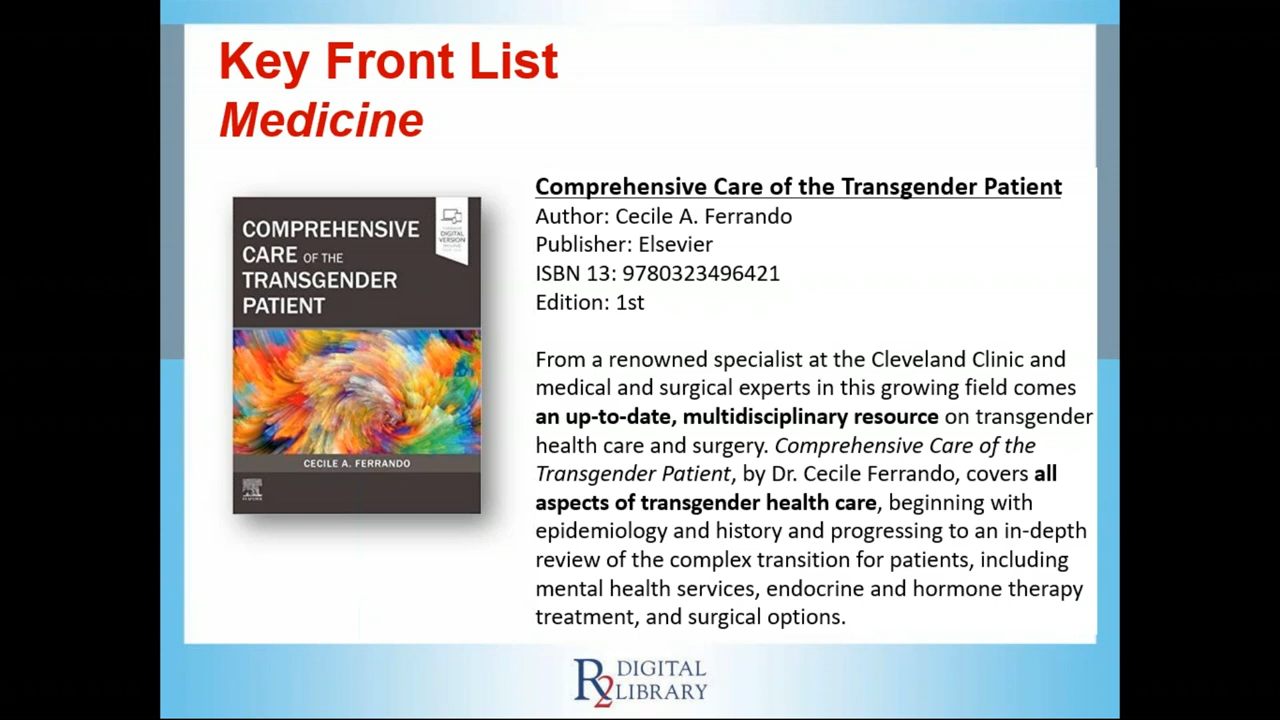 Key Front List
Medicine
COMPREHENSIVE
CARE OF THE
TRANSGENDER
PATIENT
DIGITAL
VERSION
CECILE A. FERRANDO
Comprehensive Care of the Transgender Patient
Author: Cecile A. Ferrando
Publisher: Elsevier
ISBN 13: 9780323496421
Edition: 1st
From a renowned specialist at the Cleveland Clinic and
medical and surgical experts in this growing field comes
an up-to-date, multidisciplinary resource on transgender
health care and surgery. Comprehensive Care of the
Transgender Patient, by Dr. Cecile Ferrando, covers all
aspects of transgender health care, beginning with
epidemiology and history and progressing to an in-depth
review of the complex transition for patients, including
mental health services, endocrine and hormone therapy
treatment, and surgical options.
R2 DIGITAL
LIBRARY